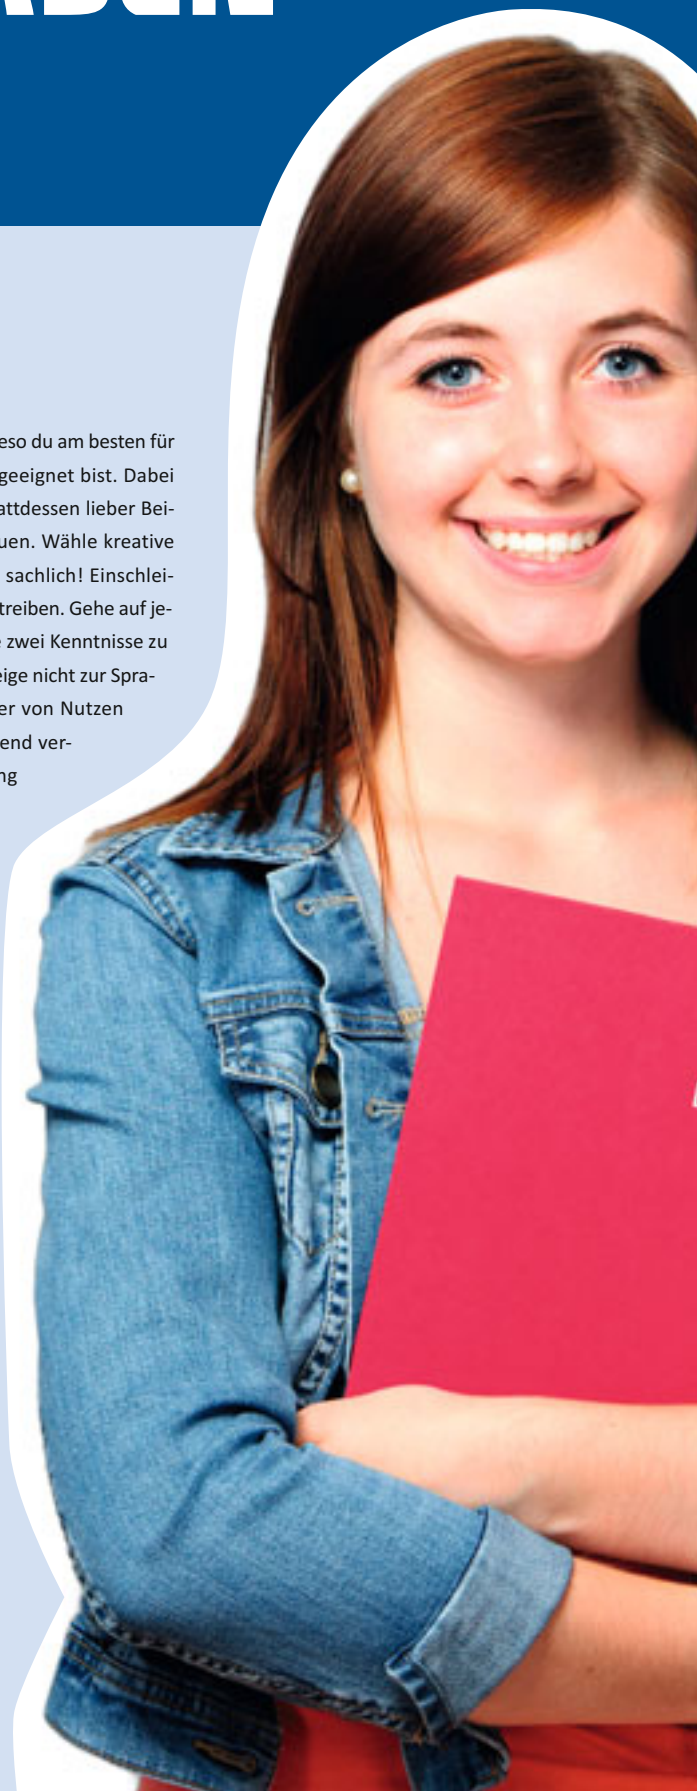 eso du am besten für
geeignet bist. Dabei
attdessen lieber Bei-
uen. Wähle kreative
sachlich! Einschlei-
treiben. Gehe auf je-
zwei Kenntnisse zu
eige nicht zur Spra-
er von Nutzen
end ver-
ng